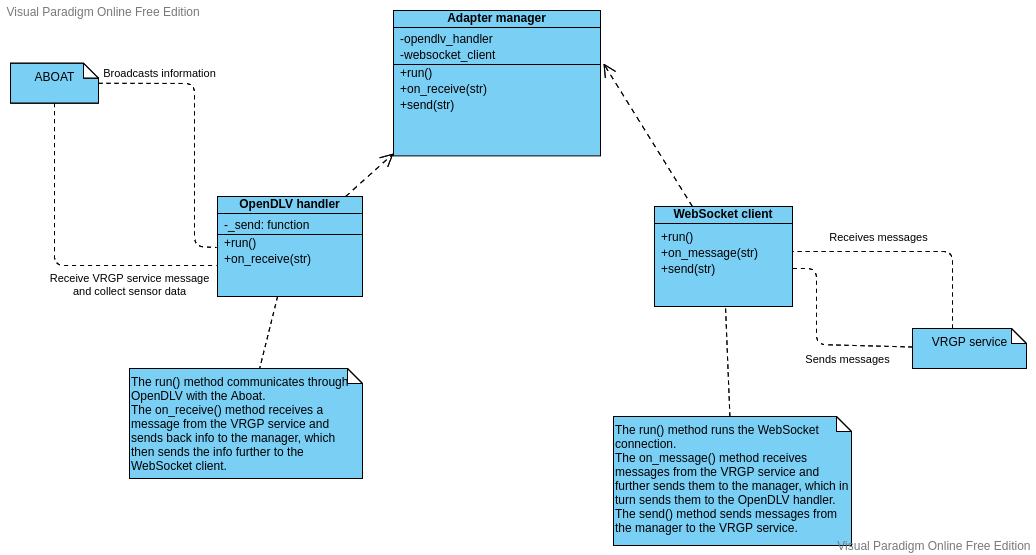 Visual Paradigm Online Free Edition
Adapter manager
-opendlv_handler
-websocket_client
+run()
+on_receive(str)
+send(str)
ABOAT
Broadcasts information
OpenDLV handler
-_send: function
+run()
+on_receive(str)
Receive VRGP service message
and collect sensor data
WebSocket client
+run()
+on_message(str)
+send(str)
Receives messages
VRGP service
Sends messages
The run() method communicates through
OpenDLV with the Aboat.
The on_receive() method receives a
message from the VRGP service and
sends back info to the manager, which
then sends the info further to the
WebSocket client.
The run() method runs the WebSocket
connection.
The on_message() method receives
messages from the VRGP service and
further sends them to the manager, which in
turn sends them to the OpenDLV handler.
The send() method sends messages from
the manager to the VRGP service.
Visual Paradigm Online Free Edition